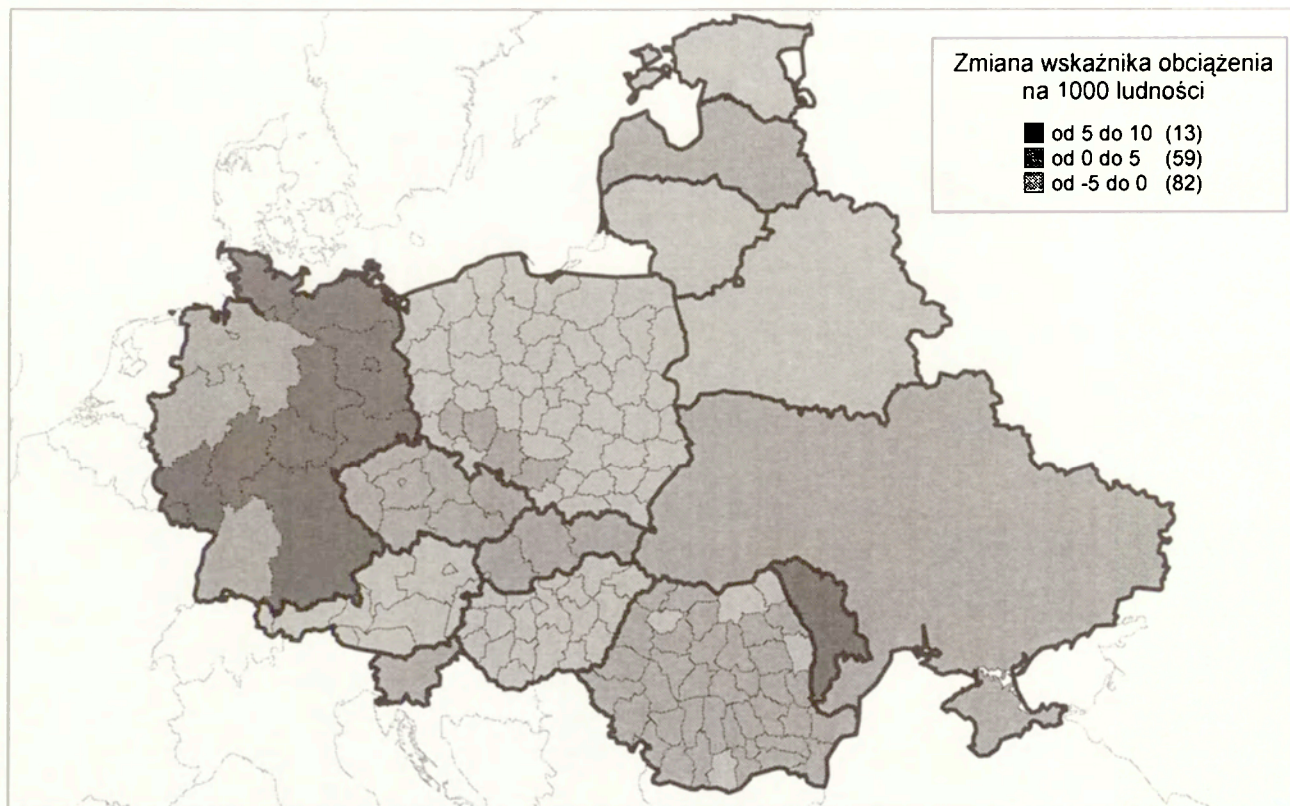 Zmiana wskaźnika obciążenia
na 1000 ludności
od 5 do 10 (13)
od 0 do 5 (59)
od -5 do 0 (82)